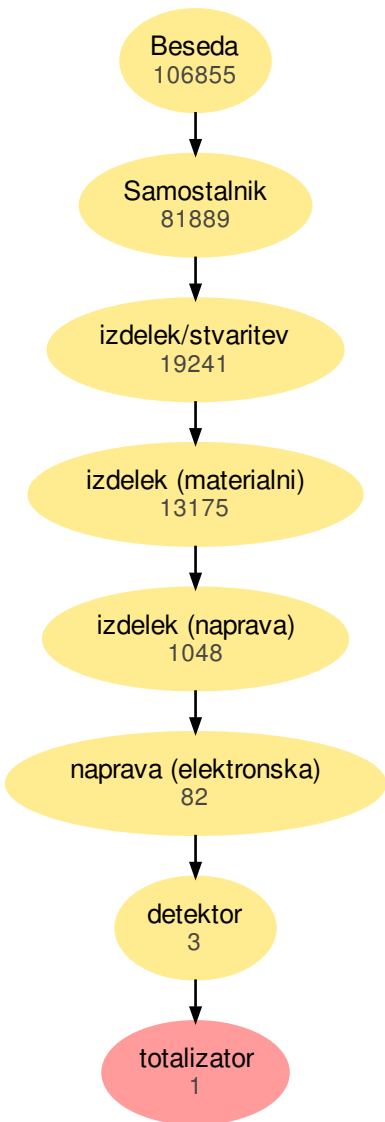 Beseda
106855
Samostalnik
81889
izdelek/stvaritev
19241
izdelek (materialni)
13175
izdelek (naprava)
1048
naprava (elektronska)
82
detektor
3
totalizator
1